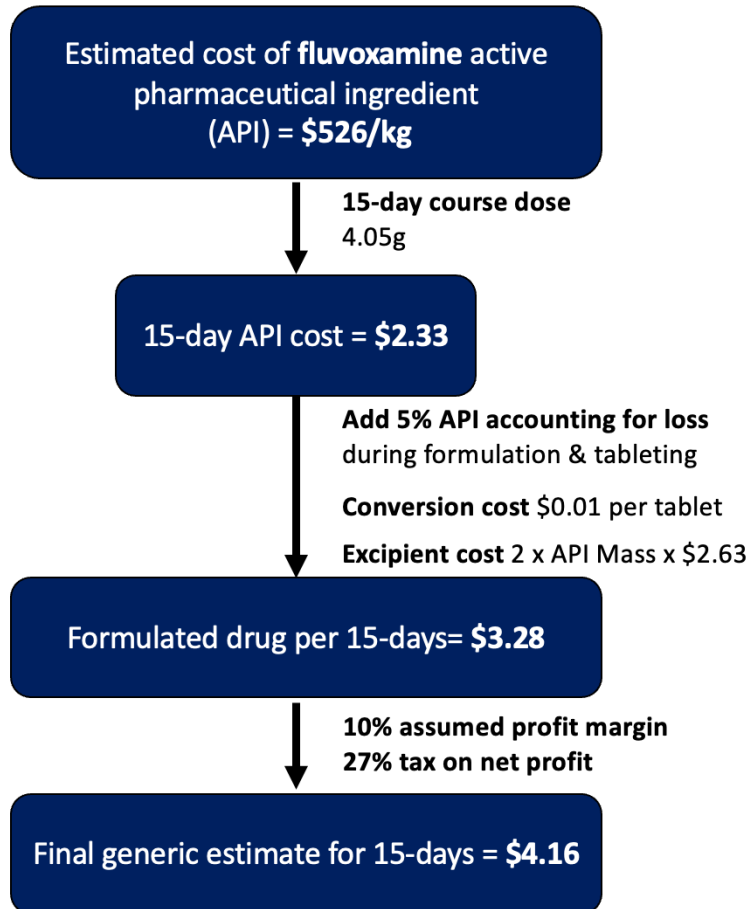 Estimated cost of fluvoxamine active
pharmaceutical ingredient
(API) = $526/kg
15-day course dose
4.05g
15-day API cost = $2.33
Add 5% API accounting for loss
during formulation & tableting
Conversion cost $0.01 per tablet
Excipient cost 2 x API Mass x $2.63
Formulated drug per 15-days= $3.28
10% assumed profit margin
27% tax on net profit
Final generic estimate for 15-days = $4.16